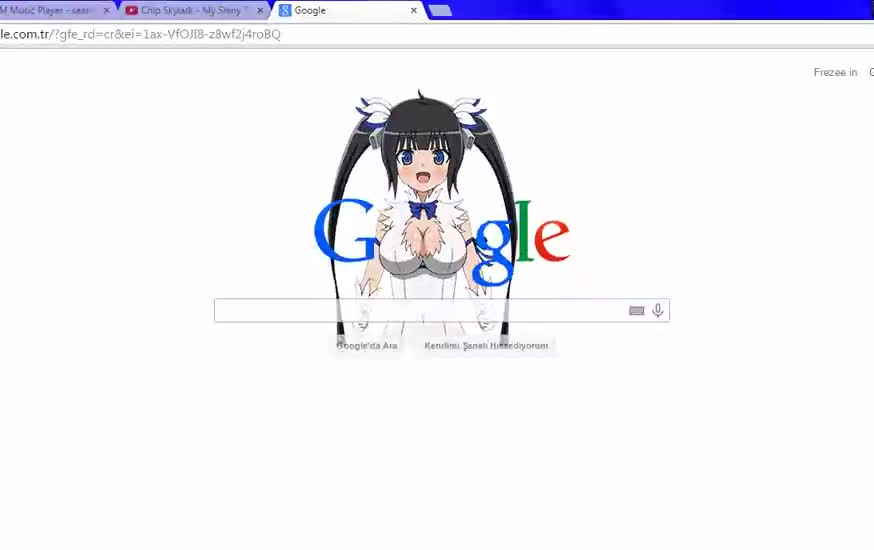 M Music Player - sear
Chip Skylark - My Shiny T
Google
le.com.tr/?gfe_rd=cr&ei=1ax-VfOJI8-z8wf2j4roBQ
Frezee in G
G gle
Google'da Ara
Kendimi Şanslı Hissediyorum